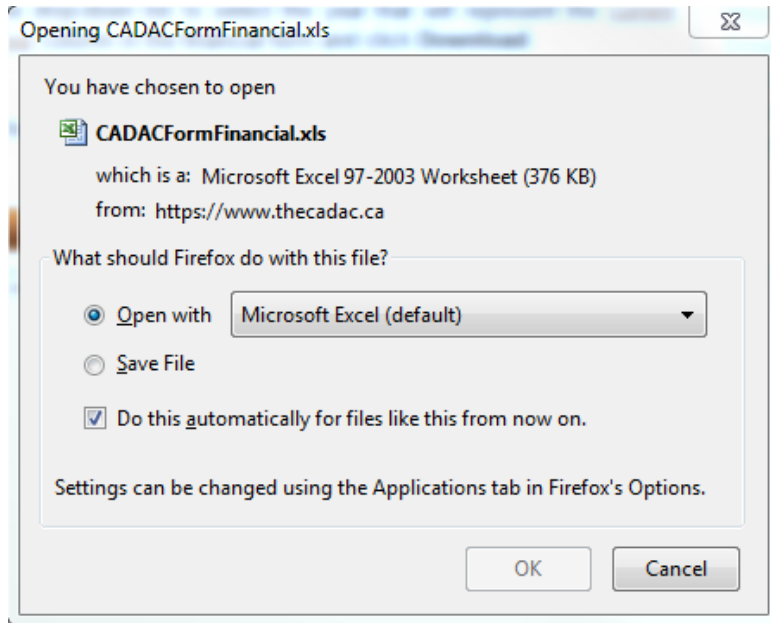 Opening CADACFormFinancial.xls
You have chosen to open
CADACFormFinancial.xls
which is a: Microsoft Excel 97-2003 Worksheet (376 KB)
from: https://www.thecadac.ca
What should Firefox do with this file?
Open with Microsoft Excel (default)
Save File
Do this automatically for files like this from now on.
Settings can be changed using the Applications tab in Firefox's Options.
OK Cancel